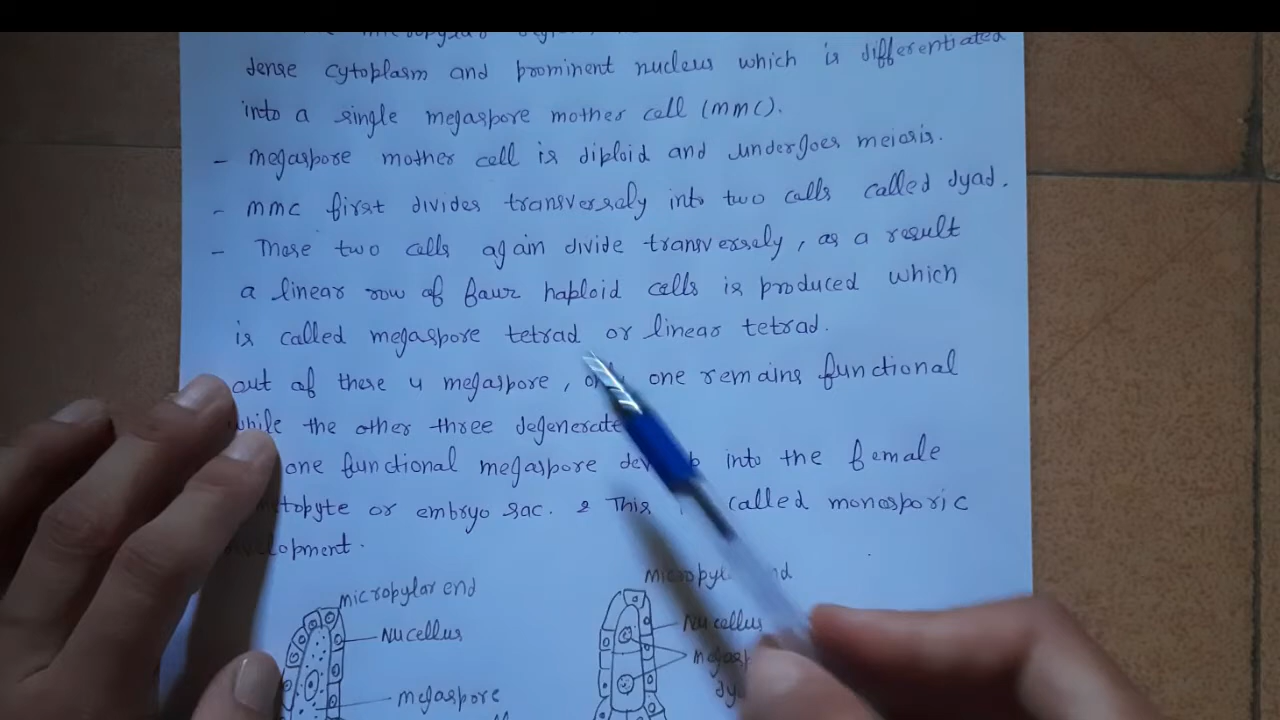 dense cytoplasm and prominent nucleus which is differentiated
into a single megaspore mother cell (MMC).
- Megaspore mother cell is diploid and undergoes meiosis.
- MMC first divides transversely into two cells called dyad.
- These two cells again divide transversely, as a result
a linear row of four haploid cells is produced which
is called megaspore tetrad or linear tetrad.
out of these 4 megaspore, one remains functional
while the other three degenerate
one functional megaspore into the female
or embryo sac. & This called monosporic
micropylar end
Nucellus
megaspore
Nucellus